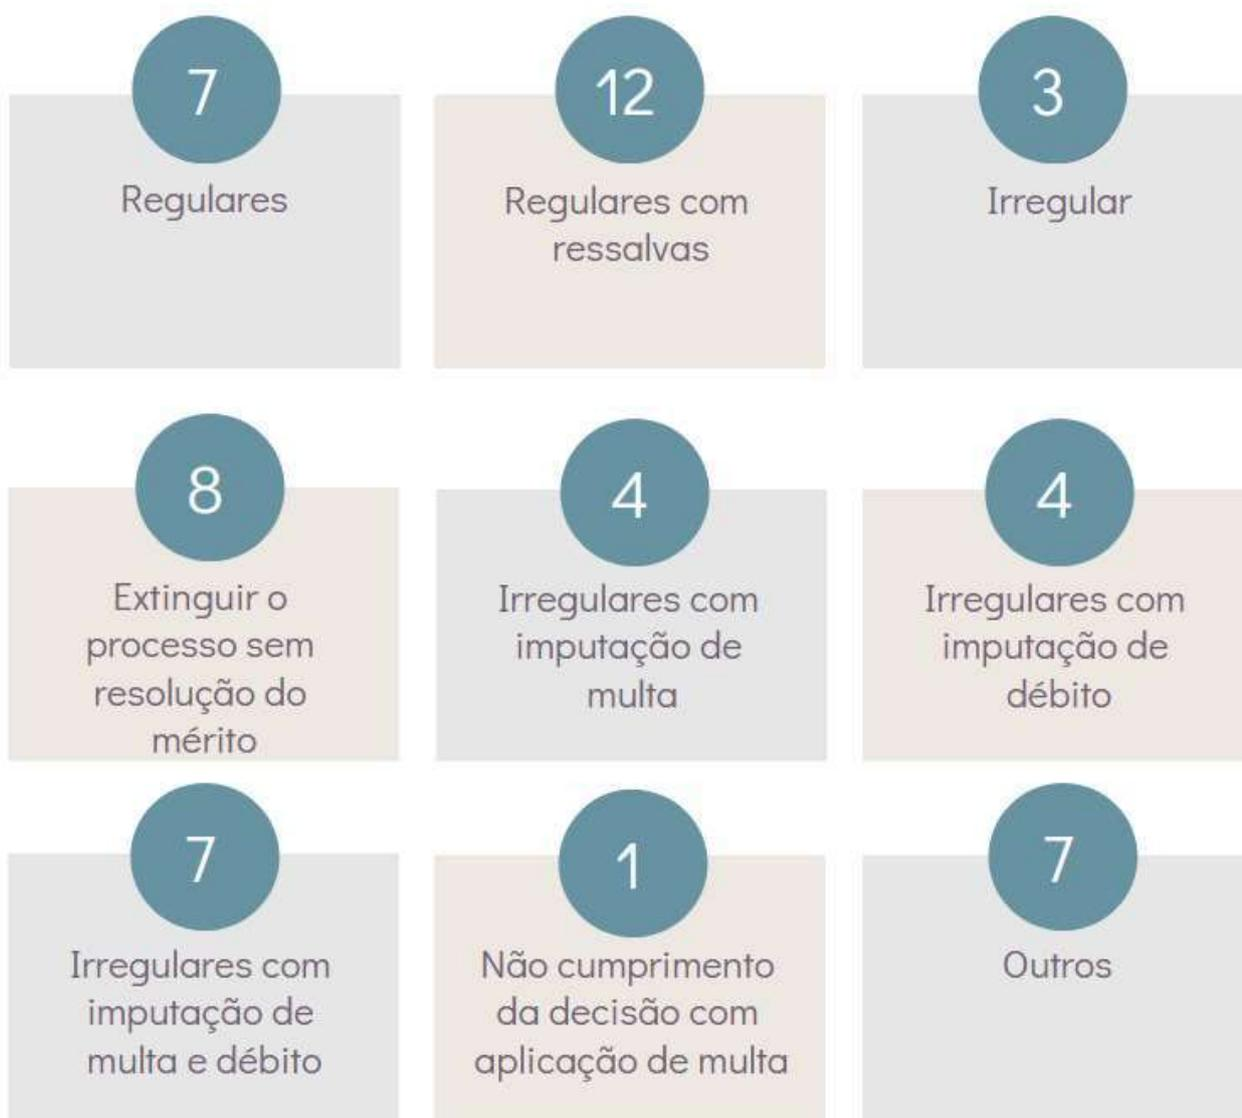 7
Regulares
12
Regulares com
ressalvas
3
Irregular
8
Extinguir o
processo sem
resolução do
mérito
4
Irregulares com
imputação de
multa
4
Irregulares com
imputação de
débito
7
Irregulares com
imputação de
multa e débito
1
Não cumprimento
da decisão com
aplicação de multa
7
Outros